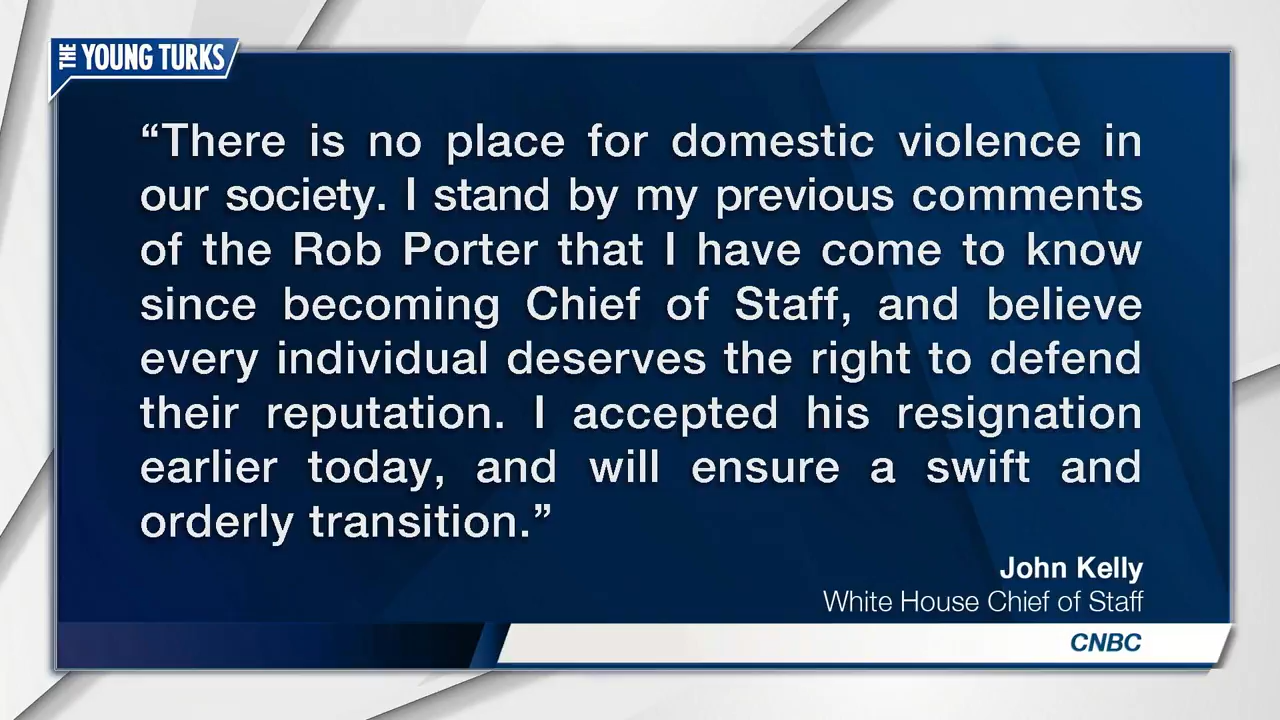 THE YOUNG TURKS
“There is no place for domestic violence in
our society. I stand by my previous comments
of the Rob Porter that I have come to know
since becoming Chief of Staff, and believe
every individual deserves the right to defend
their reputation. I accepted his resignation
earlier today, and will ensure a swift and
orderly transition.”
John Kelly
White House Chief of Staff
CNBC